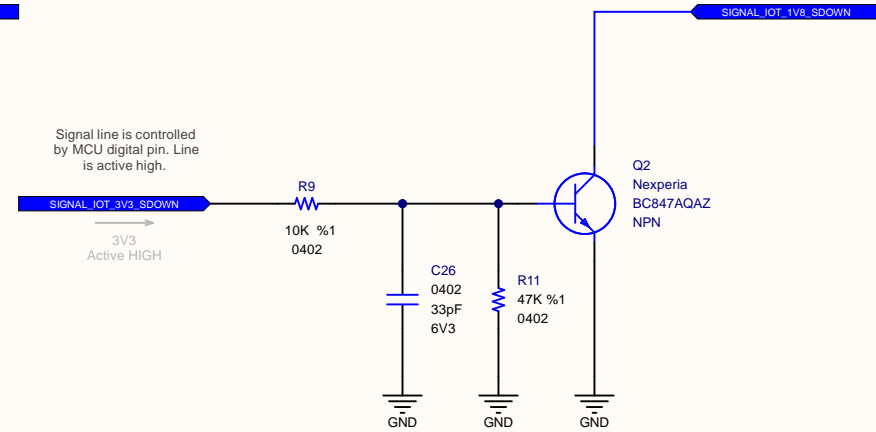 SIGNAL_IOT_1V8_SDOWN
Signal line is controlled
by MCU digital pin. Line
is active high.
SIGNAL_IOT_3V3_SDOWN
3V3
Active HIGH
R9
10K %1
0402
C26
0402
33pF
6V3
R11
47K %1
0402
Q2
Nexperia
BC847AQAZ
NPN
GND
GND
GND